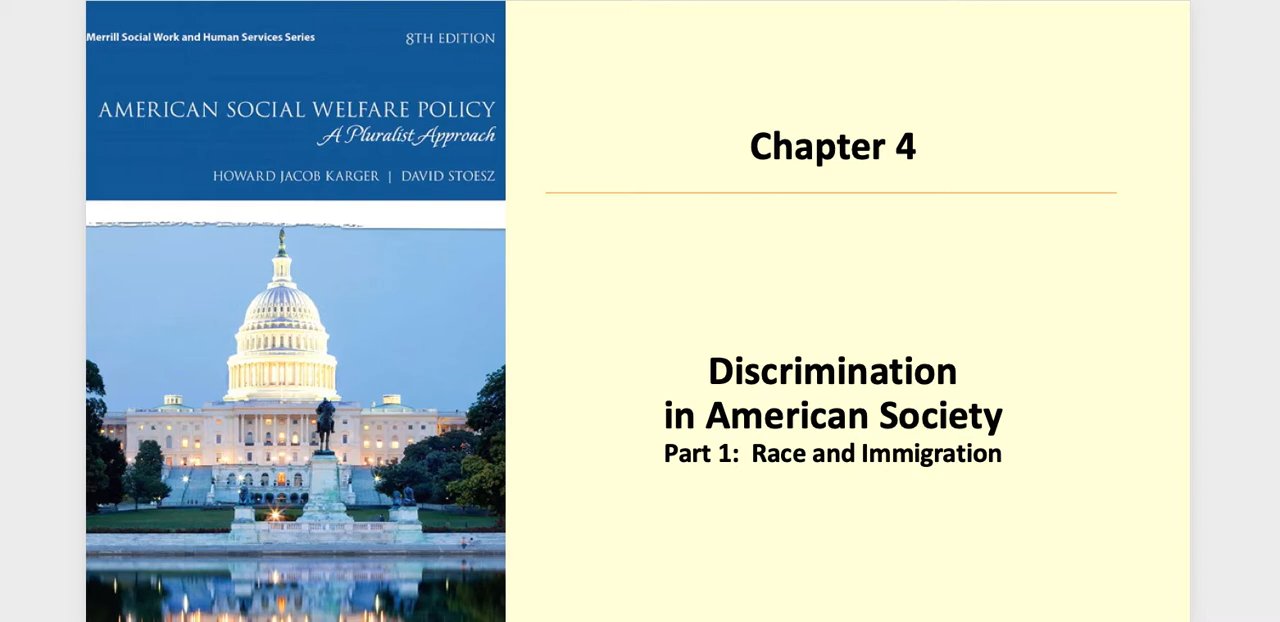 Merrill Social Work and Human Services Series
8TH EDITION
AMERICAN SOCIAL WELFARE POLICY
A Pluralist Approach
HOWARD JACOB KARGER | DAVID STOESZ
Chapter 4
Discrimination
in American Society
Part 1: Race and Immigration